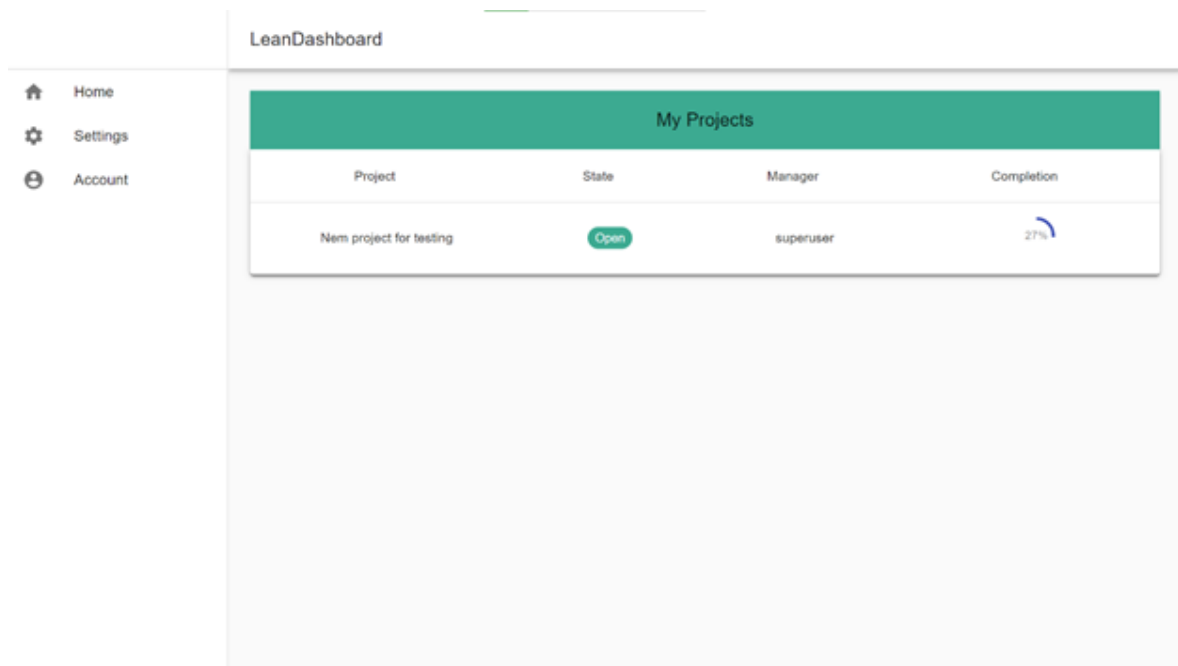 LeanDashboard
Home
Settings
Account
My Projects
Project State Manager Completion
Nem project for testing Open superuser 27%